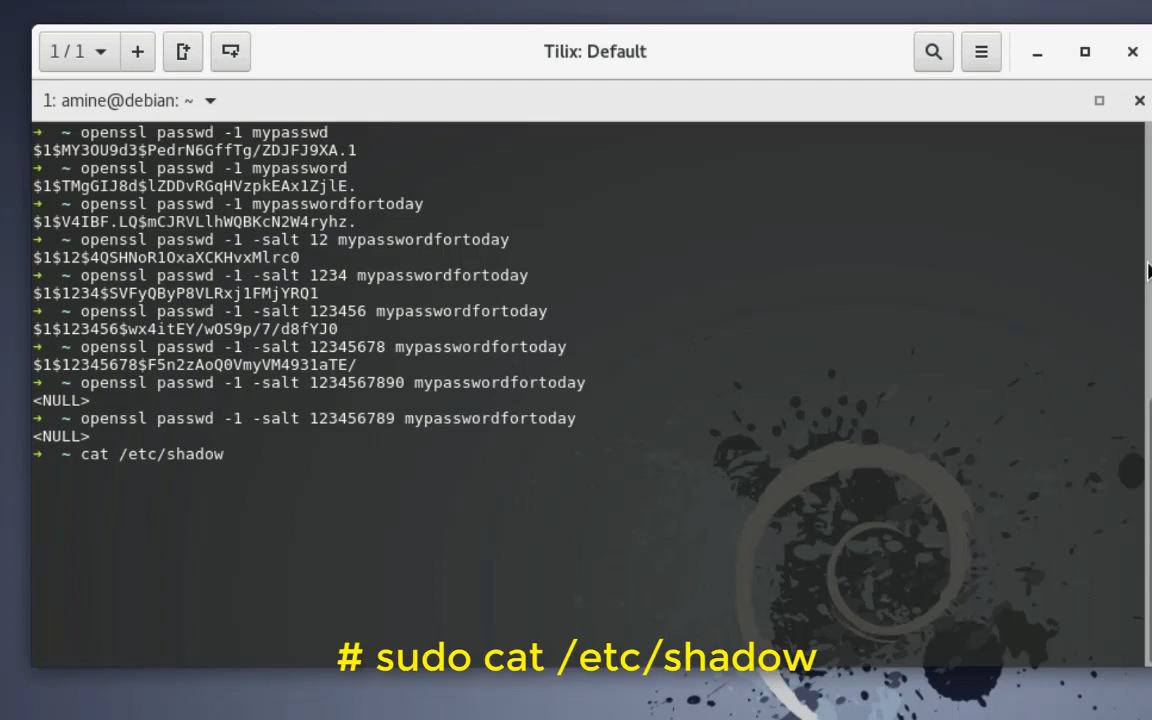 1 / 1
Tilix: Default
1: amine@debian: ~
➜ ~ openssl passwd -1 mypasswd
$1$MY3OU9d3$PedrN6GffTg/ZDJFJ9XA.1
➜ ~ openssl passwd -1 mypassword
$1$TMgGIJ8d$lZDDvRGqHVzpkEAx1ZjlE.
➜ ~ openssl passwd -1 mypasswordfortoday
$1$V4IBF.LQ$mCJRVLlhWQBKcN2W4ryhz.
➜ ~ openssl passwd -1 -salt 12 mypasswordfortoday
$1$12$4QSHNoR1OxaXCKHvxMlrc0
➜ ~ openssl passwd -1 -salt 1234 mypasswordfortoday
$1$1234$SVFyQByP8VLRxj1FMjYRQ1
➜ ~ openssl passwd -1 -salt 123456 mypasswordfortoday
$1$123456$wx4itEY/wOS9p/7/d8fYJ0
➜ ~ openssl passwd -1 -salt 12345678 mypasswordfortoday
$1$12345678$F5n2zAoQ0VmyVM4931aTE/
➜ ~ openssl passwd -1 -salt 1234567890 mypasswordfortoday
<NULL>
➜ ~ openssl passwd -1 -salt 123456789 mypasswordfortoday
<NULL>
➜ ~ cat /etc/shadow
# sudo cat /etc/shadow